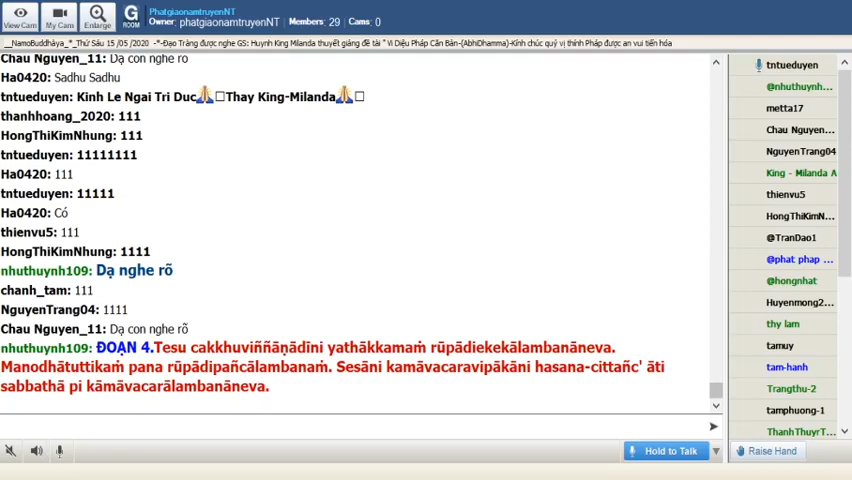 View Cam
My Cam
Enlarge
G
ROOM
PhatgiaonamtruyenNT
Owner: phatgiaonamtruyenNT
Members: 29
Cams: 0
__NamoBuddhàya_*_Thứ Sáu 15 /05 /2020 -*-Đạo Tràng được nghe GS: Huynh King Milanda thuyết giảng đề tài " Vi Diệu Pháp Căn Bản-(AbhiDhamma)-Kính chúc quý vị thính Pháp được an vui tiến hóa
Chau Nguyen_11: Dạ con nghe rõ
Ha0420: Sadhu Sadhu
tntueduyen: Kinh Le Ngai Tri Duc🙏□Thay King-Milanda🙏□
thanhhoang_2020: 111
HongThiKimNhung: 111
tntueduyen: 11111111
Ha0420: 111
tntueduyen: 11111
Ha0420: Có
thienvu5: 111
HongThiKimNhung: 1111
nhuthuynh109: Dạ nghe rõ
chanh_tam: 111
NguyenTrang04: 1111
Chau Nguyen_11: Dạ con nghe rõ
nhuthuynh109: ĐOẠN 4.Tesu cakkhuviññāṇādīni yathākkamaṁ rūpādiekekālambanāneva.
Manodhātuttikaṁ pana rūpādipañcālambanaṁ. Sesāni kamāvacaravipākāni hasana-cittañc' āti
sabbathā pi kāmāvacarālambanāneva.
Hold to Talk
tntueduyen
@nhuthuynh...
metta17
Chau Nguyen...
NguyenTrang04
King - Milanda A
thienvu5
HongThiKimN...
@TranDao1
@phat phap ...
@hongnhat
Huyenmong2...
thy lam
tamuy
tam-hanh
Trangthu-2
tamphuong-1
ThanhThuyrT...
Raise Hand